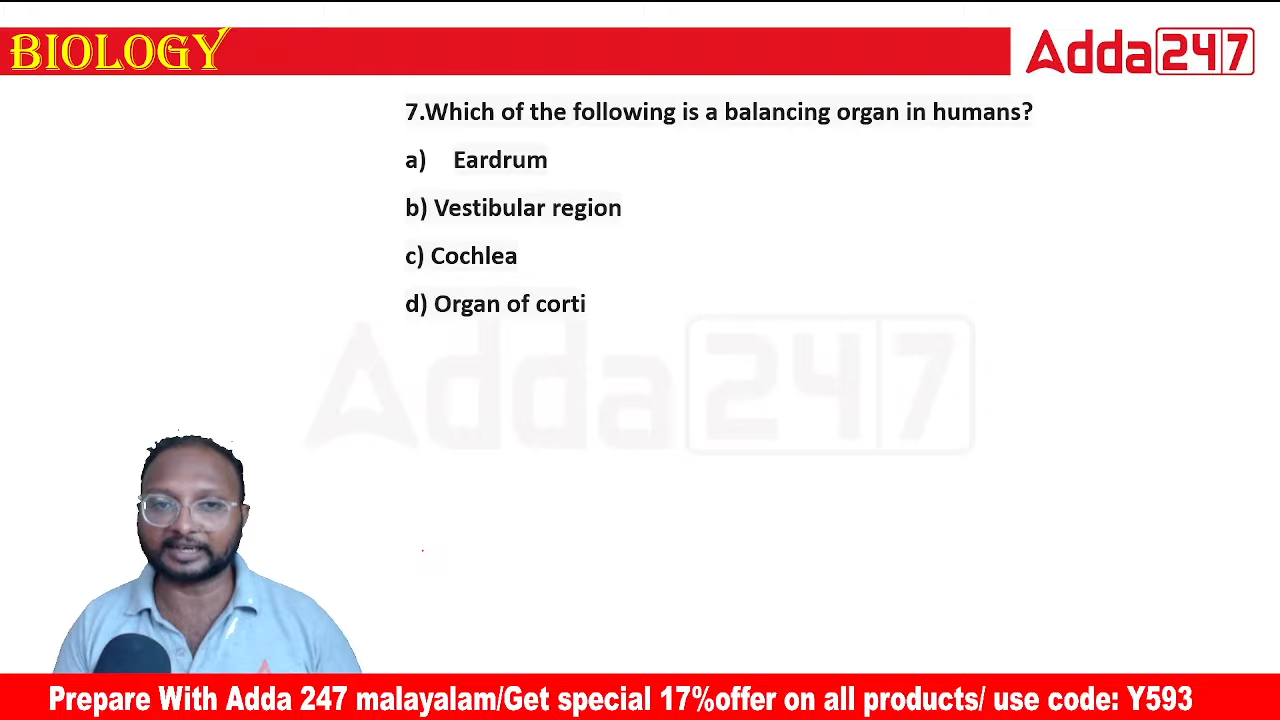 BIOLOGY
Adda247
7.Which of the following is a balancing organ in humans?
a) Eardrum
b) Vestibular region
c) Cochlea
d) Organ of corti
Adda247
Prepare With Adda 247 malayalam/Get special 17%offer on all products/ use code: Y593